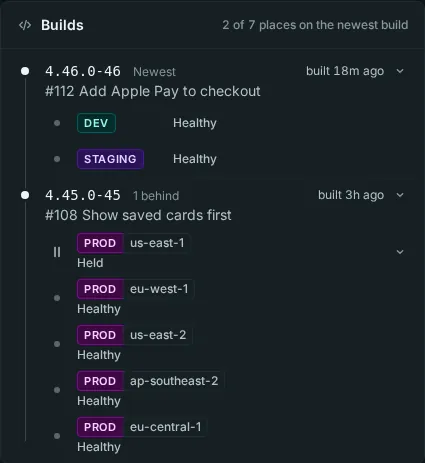 Builds 2 of 7 places on the newest build
4.46.0-46 Newest built 18m ago
#112 Add Apple Pay to checkout
DEV Healthy
STAGING Healthy
4.45.0-45 1 behind built 3h ago
#108 Show saved cards first
PROD us-east-1
Held
PROD eu-west-1
Healthy
PROD us-east-2
Healthy
PROD ap-southeast-2
Healthy
PROD eu-central-1
Healthy